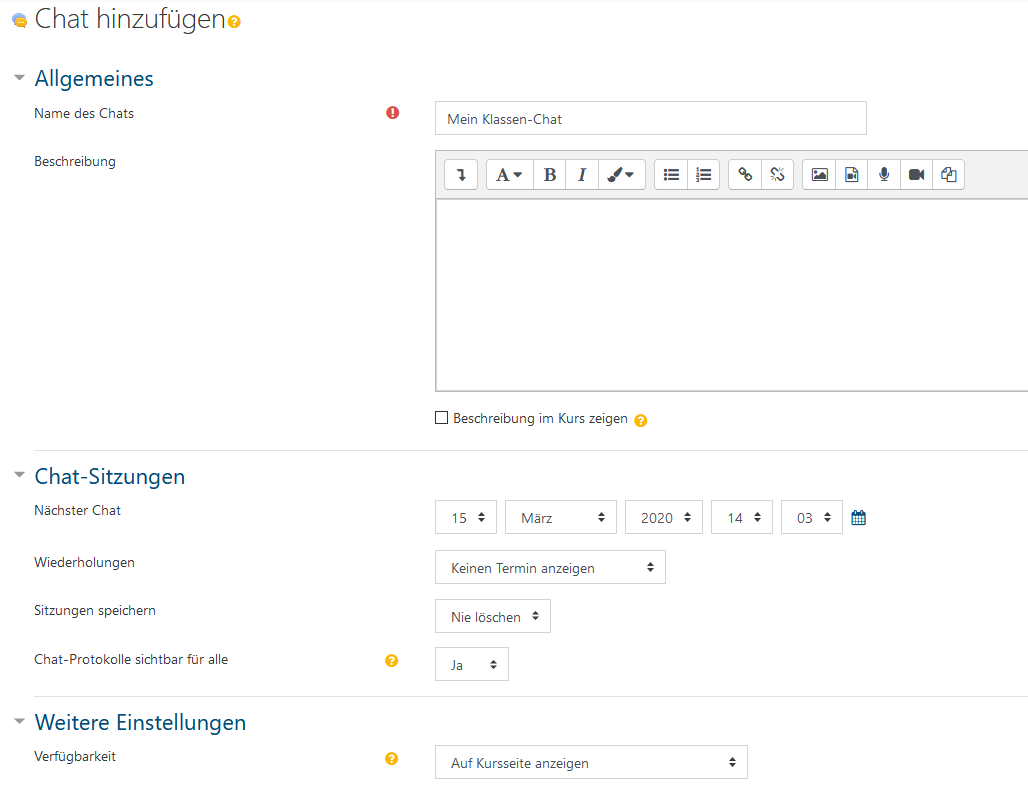 Chat hinzufügen
Allgemeines
Name des Chats
Mein Klassen-Chat
Beschreibung
A B I
Beschreibung im Kurs zeigen
Chat-Sitzungen
Nächster Chat 15 März 2020 14 03
Wiederholungen Keinen Termin anzeigen
Sitzungen speichern Nie löschen
Chat-Protokolle sichtbar für alle Ja
Weitere Einstellungen
Verfügbarkeit Auf Kursseite anzeigen